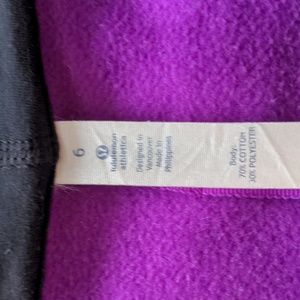 6
lululemon
athletica
Designed in
Vancouver
Made in
Philippines
Body:
70% COTTON
30% POLYESTER